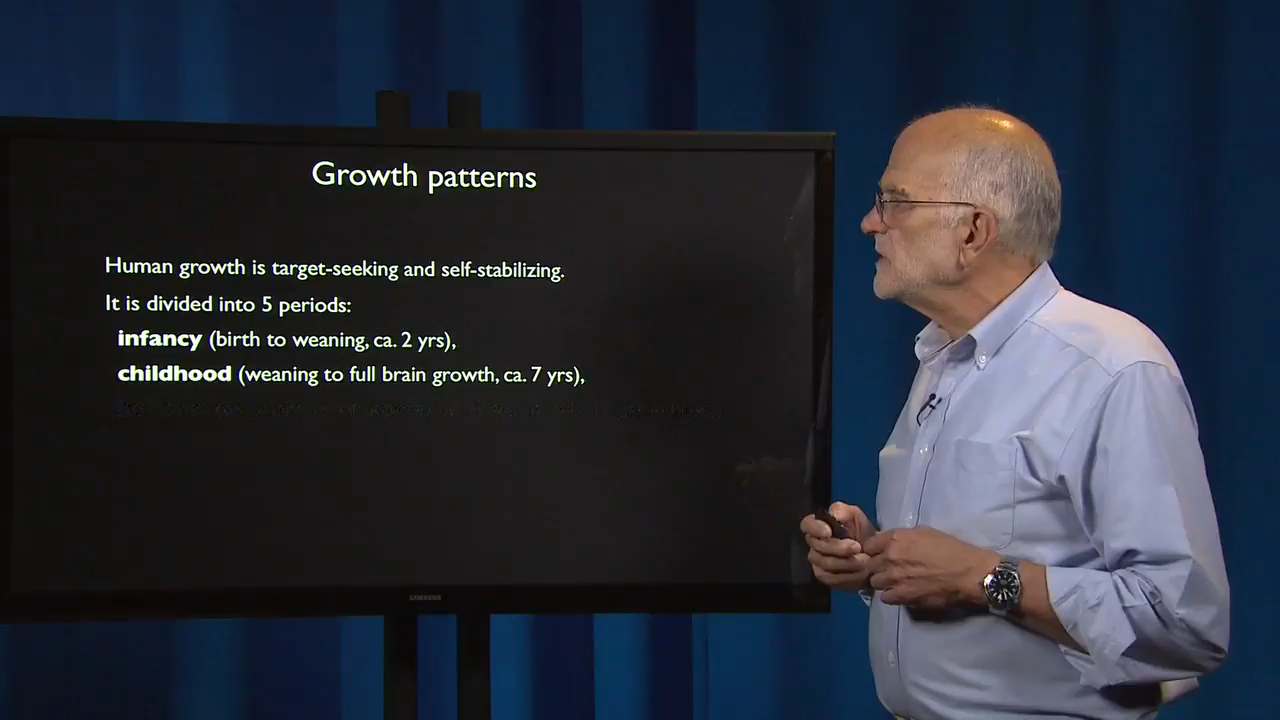 Growth patterns
Human growth is target-seeking and self-stabilizing.
It is divided into 5 periods:
infancy (birth to weaning, ca. 2 yrs),
childhood (weaning to full brain growth, ca. 7 yrs),
SAMSUNG